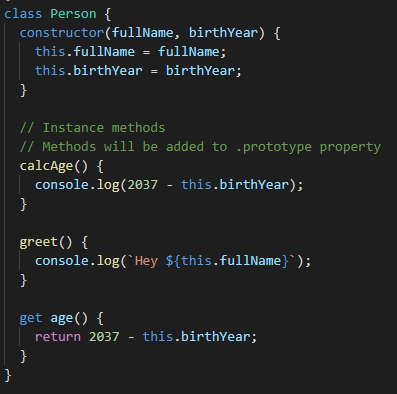 class Person {
constructor(fullName, birthYear) {
this.fullName = fullName;
this.birthYear = birthYear;
}
// Instance methods
// Methods will be added to .prototype property
calcAge() {
console.log(2037 - this.birthYear);
}
greet() {
console.log(`Hey ${this.fullName}`);
}
get age() {
return 2037 - this.birthYear;
}
}